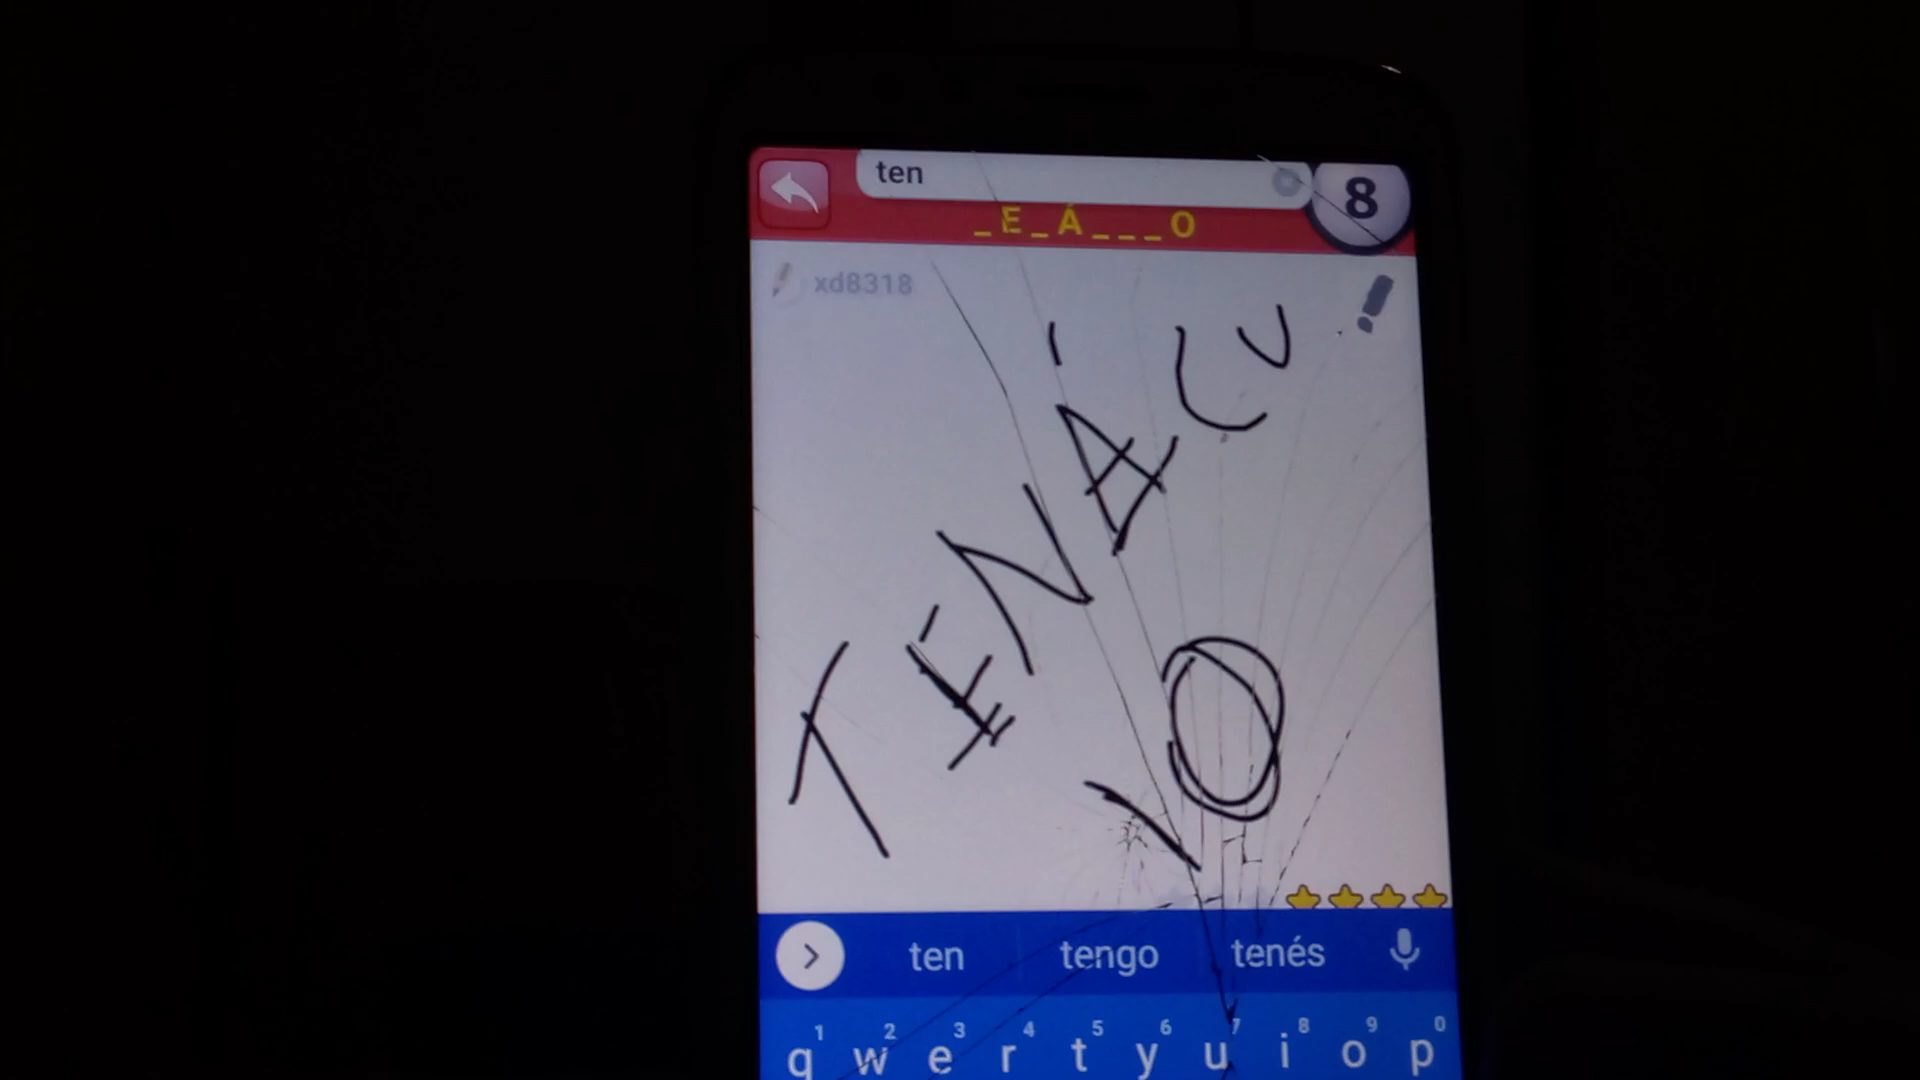 ten
8
_E_Á___O
xd8318
TENÁCU
LO
ten tengo tenés
1 2 3 4 5 6 7 8 9 0
q w e r t y u i o p